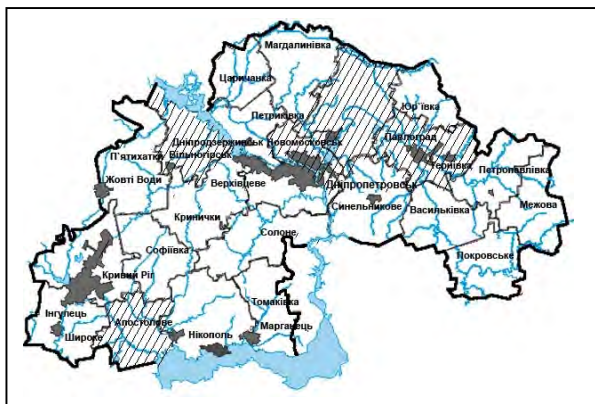 Магдалинівка
Царичанка
Юр'ївка
Петриківка
Дніпродзержинськ
Новомосковськ
Павлоград
Вільногірськ
Тернівка
П'ятихатки
Петропавлівка
Жовті Води
Верхівцеве
Дніпропетровськ
Синельникове
Васильківка
Межова
Кринички
Солоне
Софіївка
Покровське
Кривий Ріг
Томаківка
Інгулець
Апостолове
Марганець
Широке
Нікополь